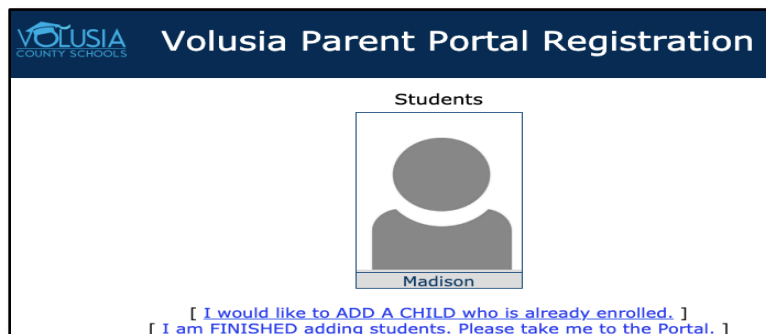 VOLUSIA
COUNTY SCHOOLS
Volusia Parent Portal Registration
Students
Madison
[ I would like to ADD A CHILD who is already enrolled. ]
[ I am FINISHED adding students. Please take me to the Portal. ]